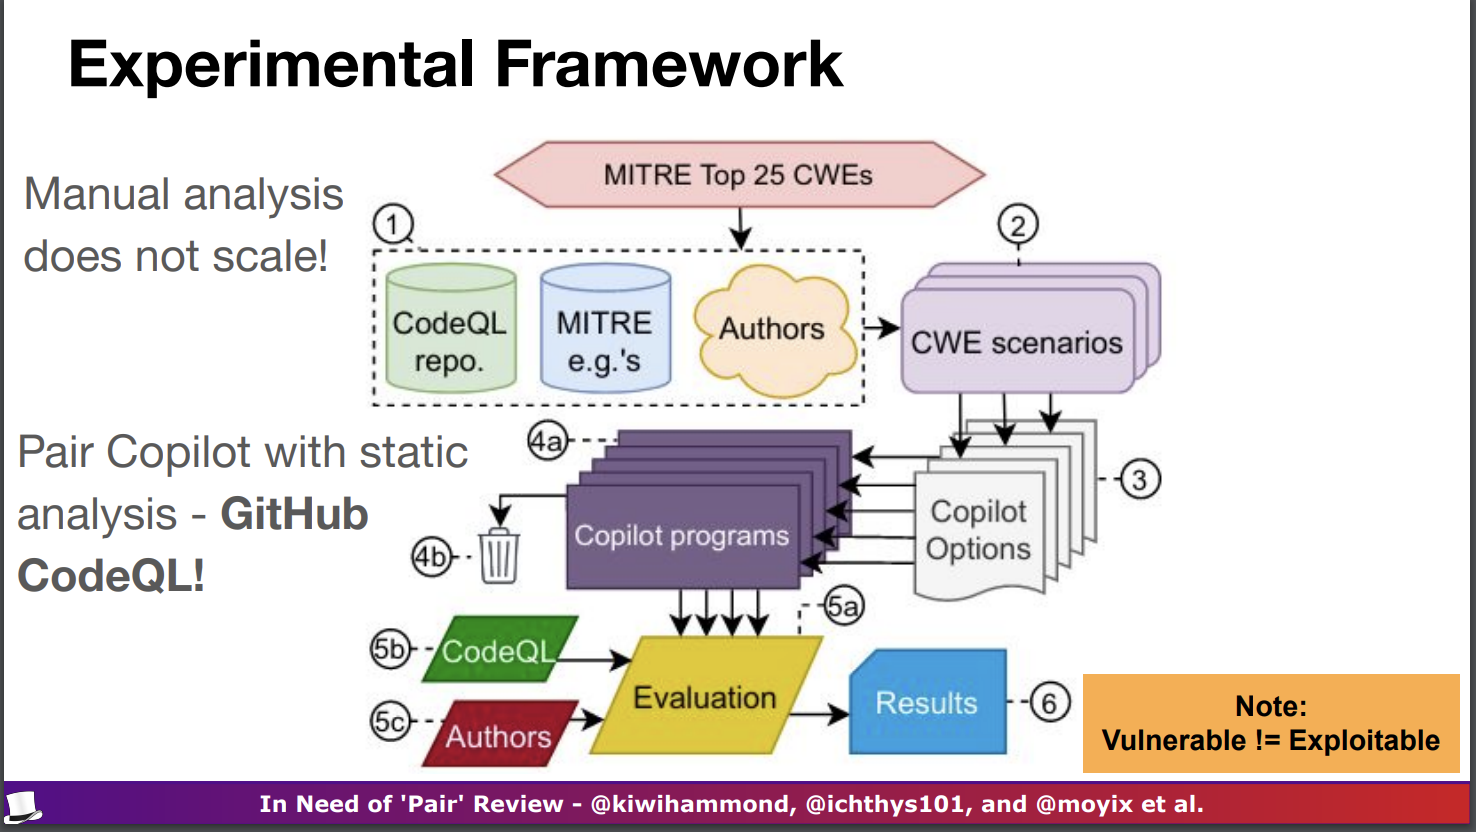 Experimental Framework
Manual analysis
does not scale!
MITRE Top 25 CWEs
1
2
CodeQL
repo.
MITRE
e.g.'s
Authors
CWE scenarios
Pair Copilot with static
analysis - GitHub
CodeQL!
4a
3
Copilot programs
Copilot
Options
4b
5a
5b
CodeQL
Evaluation
5c
Authors
Results
6
Note:
Vulnerable != Exploitable
In Need of 'Pair' Review - @kiwihammond, @ichthys101, and @moyix et al.